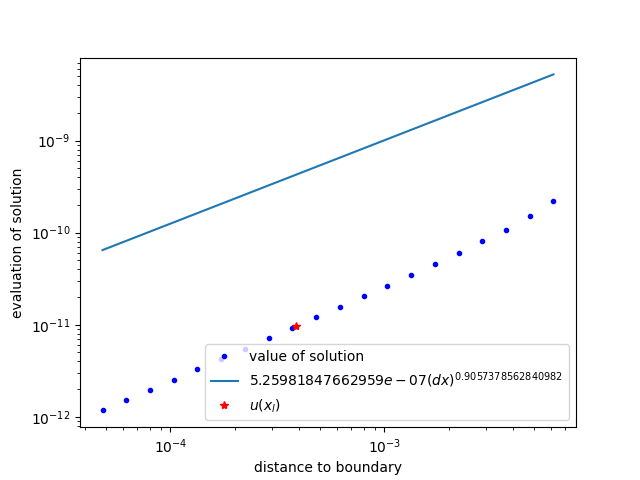 10⁻⁹
10⁻¹⁰
10⁻¹¹
10⁻¹²
evaluation of solution
value of solution
5.25981847662959e − 07(dx)^0.9057378562840982
u(x_l)
10⁻⁴
10⁻³
distance to boundary